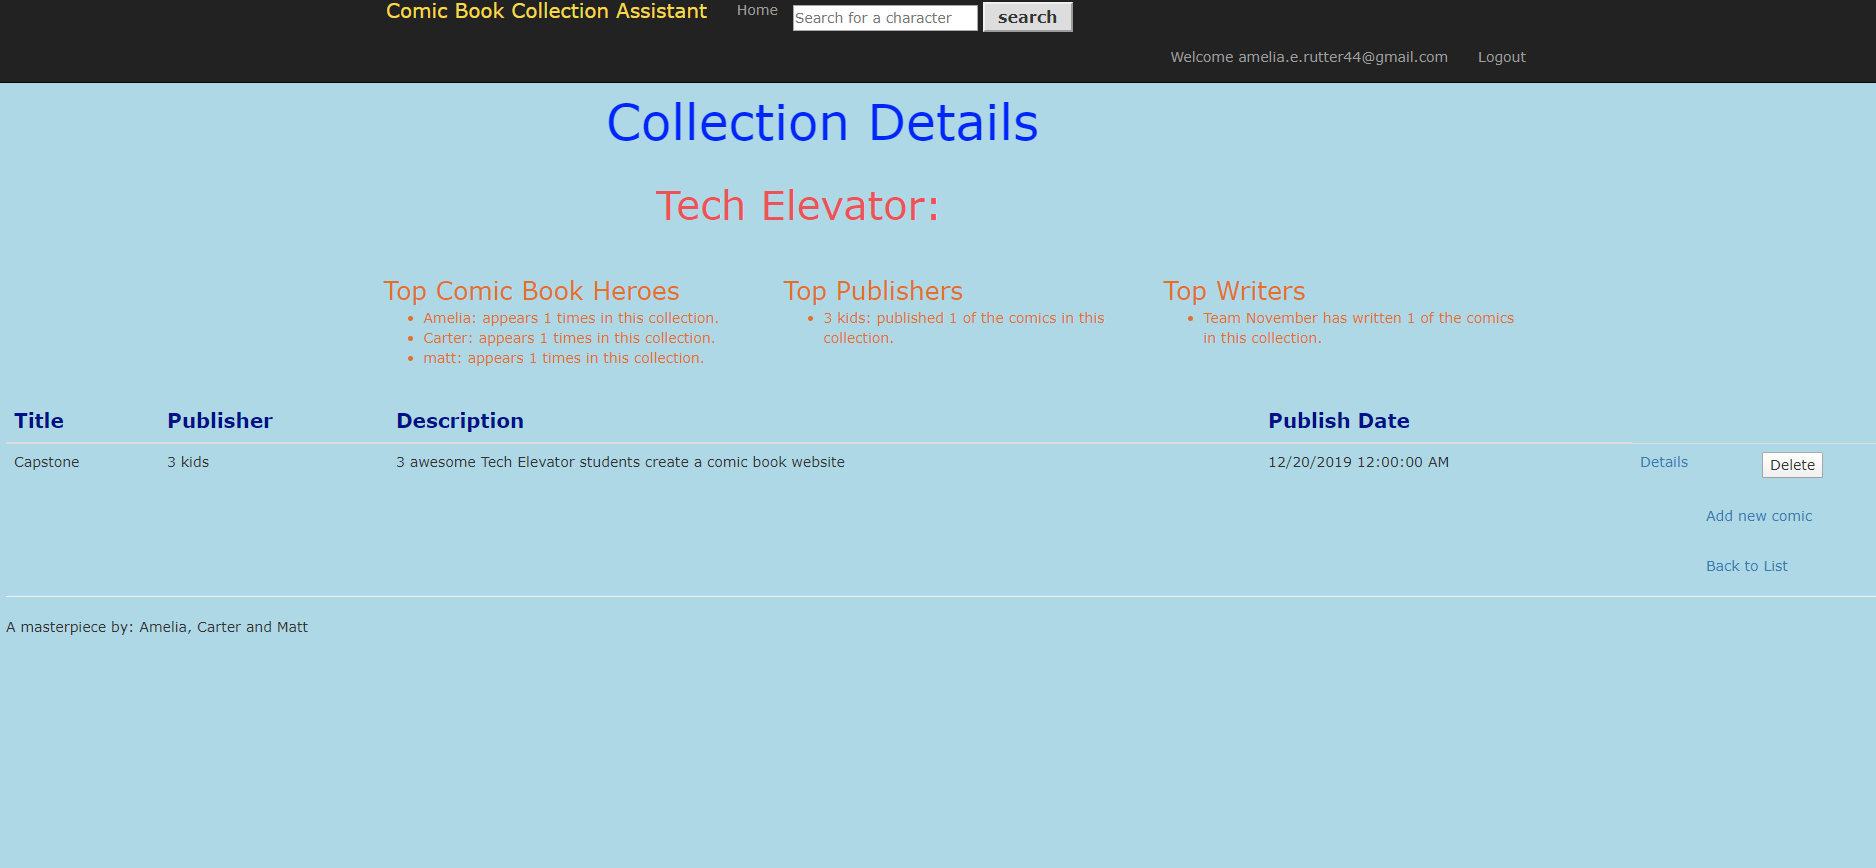 Comic Book Collection Assistant Home Search for a character search
Welcome amelia.e.rutter44@gmail.com Logout
Collection Details
Tech Elevator:
Top Comic Book Heroes
Amelia: appears 1 times in this collection.
Carter: appears 1 times in this collection.
matt: appears 1 times in this collection.
Top Publishers
3 kids: published 1 of the comics in this
collection.
Top Writers
Team November has written 1 of the comics
in this collection.
Title Publisher Description Publish Date
Capstone 3 kids 3 awesome Tech Elevator students create a comic book website 12/20/2019 12:00:00 AM Details Delete
Add new comic
Back to List
A masterpiece by: Amelia, Carter and Matt